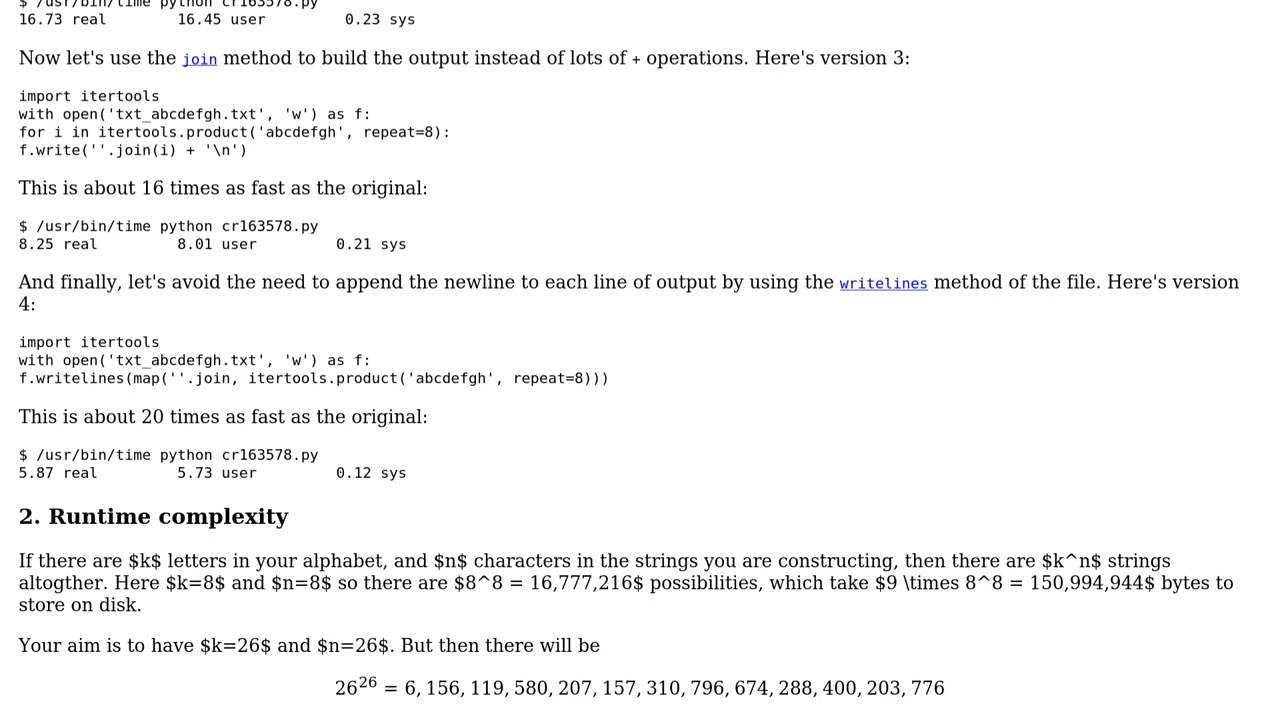 $ /usr/bin/time python cr163578.py
16.73 real 16.45 user 0.23 sys
Now let's use the join method to build the output instead of lots of + operations. Here's version 3:
import itertools
with open('txt_abcdefgh.txt', 'w') as f:
for i in itertools.product('abcdefgh', repeat=8):
f.write(''.join(i) + '\n')
This is about 16 times as fast as the original:
$ /usr/bin/time python cr163578.py
8.25 real 8.01 user 0.21 sys
And finally, let's avoid the need to append the newline to each line of output by using the writelines method of the file. Here's version
4:
import itertools
with open('txt_abcdefgh.txt', 'w') as f:
f.writelines(map(''.join, itertools.product('abcdefgh', repeat=8)))
This is about 20 times as fast as the original:
$ /usr/bin/time python cr163578.py
5.87 real 5.73 user 0.12 sys
2. Runtime complexity
If there are $k$ letters in your alphabet, and $n$ characters in the strings you are constructing, then there are $k^n$ strings
altogther. Here $k=8$ and $n=8$ so there are $8^8 = 16,777,216$ possibilities, which take $9 \times 8^8 = 150,994,944$ bytes to
store on disk.
Your aim is to have $k=26$ and $n=26$. But then there will be
26^26 = 6, 156, 119, 580, 207, 157, 310, 796, 674, 288, 400, 203, 776